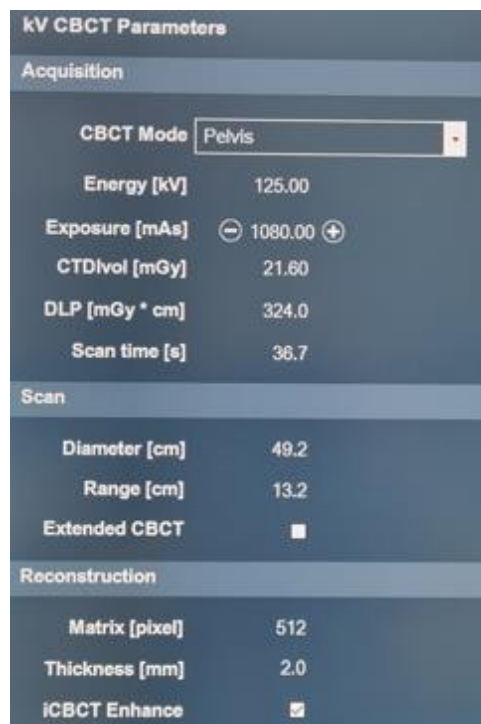 kV CBCT Parameters
Acquisition
CBCT Mode Pelvis
Energy [kV] 125.00
Exposure [mAs] 1080.00
CTDIvol [mGy] 21.60
DLP [mGy * cm] 324.0
Scan time [s] 36.7
Scan
Diameter [cm] 49.2
Range [cm] 13.2
Extended CBCT
Reconstruction
Matrix [pixel] 512
Thickness [mm] 2.0
iCBCT Enhance